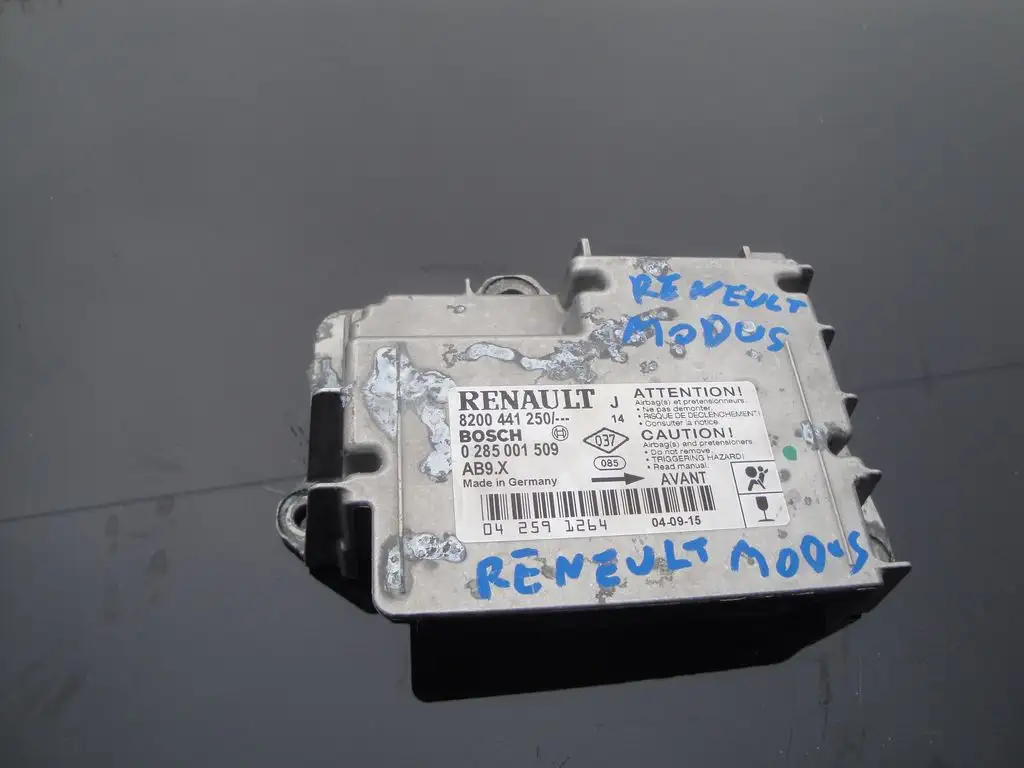 RENEULT
MODUS
RENAULT J
8200 441 250/--- 14
BOSCH
0 285 001 509
AB9.X
Made in Germany
037
085
AVANT
ATTENTION!
Airbag(s) et pretensionneurs.
• Ne pas demonter.
• RISQUE DE DECLENCHEMENT!
• Consulter la notice.
CAUTION!
Airbag(s) and pretensioners.
• Do not remove.
• TRIGGERING HAZARD!
• Read manual.
04 259 1264
04-09-15
RENEULT MODUS